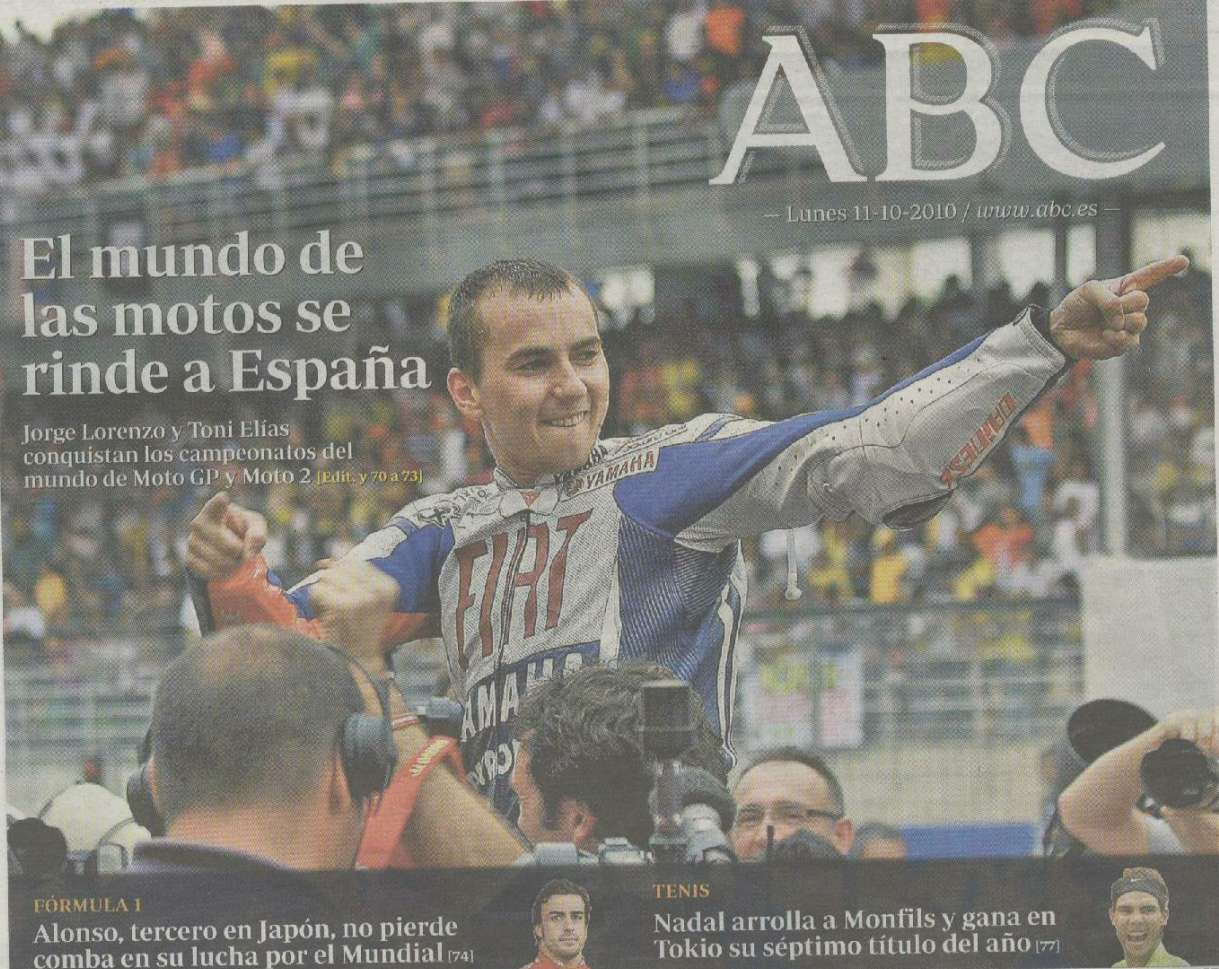 ABC
— Lunes 11-10-2010 / www.abc.es —
El mundo de
las motos se
rinde a España
Jorge Lorenzo y Toni Elías
conquistan los campeonatos del
mundo de Moto GP y Moto 2 [Edit. y 70 a 73]
YAMAHA
DAINESE
FIAT
FÓRMULA 1
Alonso, tercero en Japón, no pierde
comba en su lucha por el Mundial [74]
TENIS
Nadal arrolla a Monfils y gana en
Tokio su séptimo título del año [77]